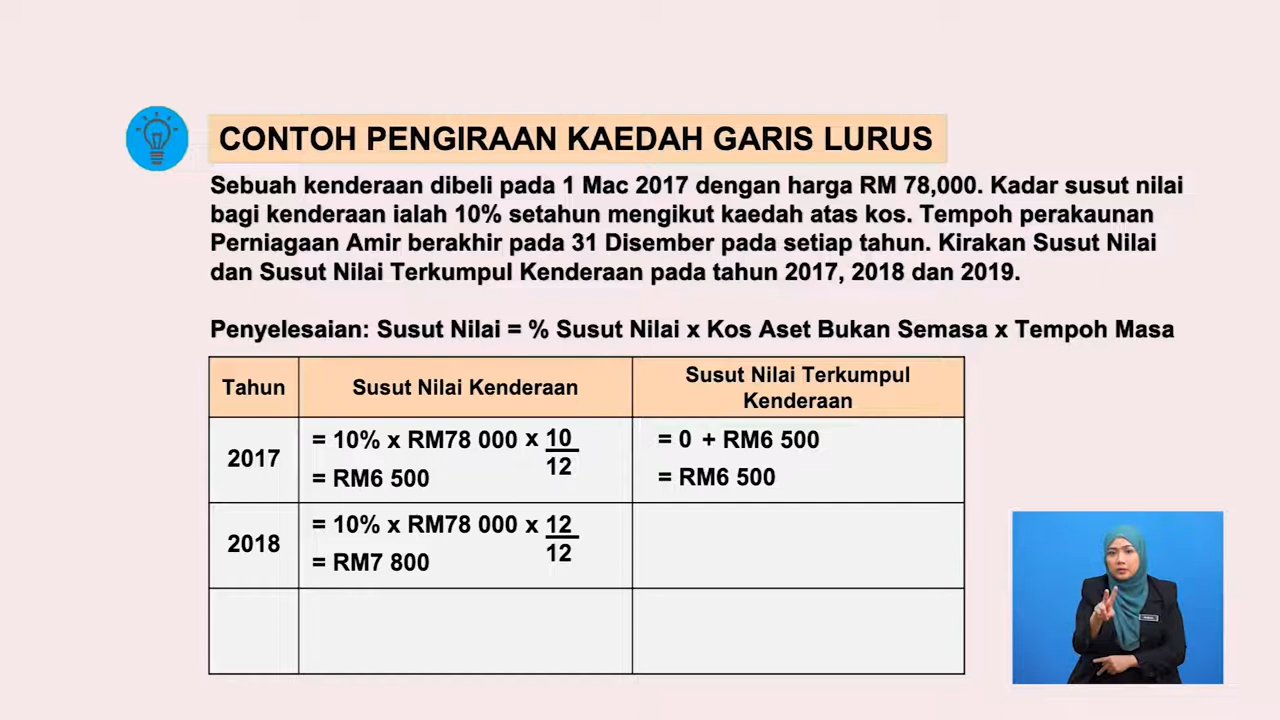 CONTOH PENGIRAAN KAEDAH GARIS LURUS
Sebuah kenderaan dibeli pada 1 Mac 2017 dengan harga RM 78,000. Kadar susut nilai
bagi kenderaan ialah 10% setahun mengikut kaedah atas kos. Tempoh perakaunan
Perniagaan Amir berakhir pada 31 Disember pada setiap tahun. Kirakan Susut Nilai
dan Susut Nilai Terkumpul Kenderaan pada tahun 2017, 2018 dan 2019.
Penyelesaian: Susut Nilai = % Susut Nilai x Kos Aset Bukan Semasa x Tempoh Masa
Tahun
Susut Nilai Kenderaan
Susut Nilai Terkumpul
Kenderaan
2017
= 10% x RM78 000 x 10
12
= RM6 500
= 0 + RM6 500
= RM6 500
2018
= 10% x RM78 000 x 12
12
= RM7 800